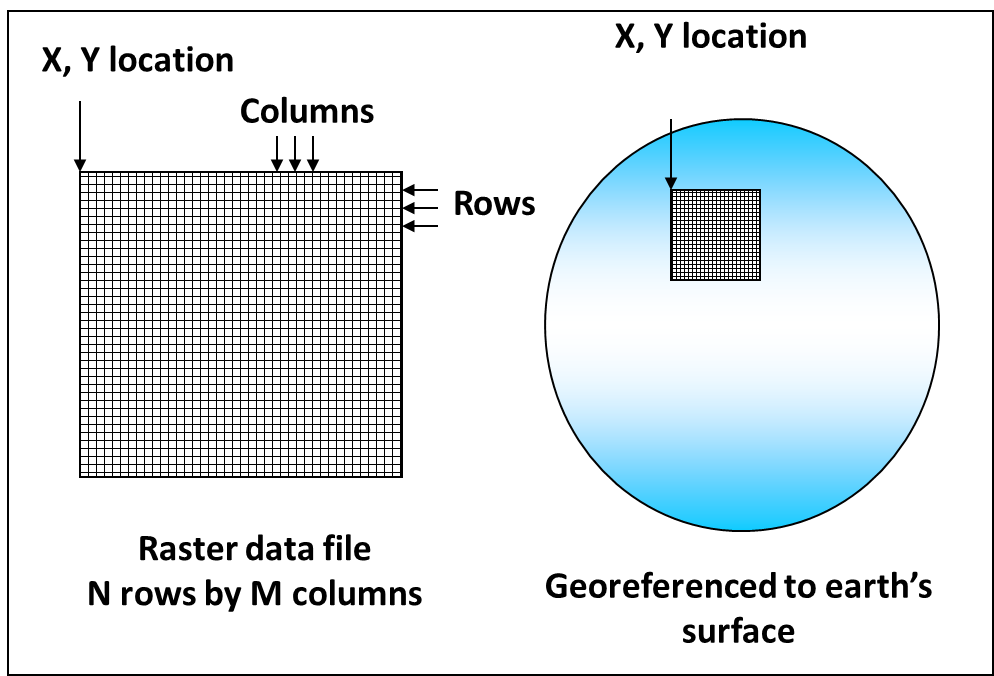 X, Y location
Columns
Rows
Raster data file
N rows by M columns
X, Y location
Georeferenced to earth’s
surface